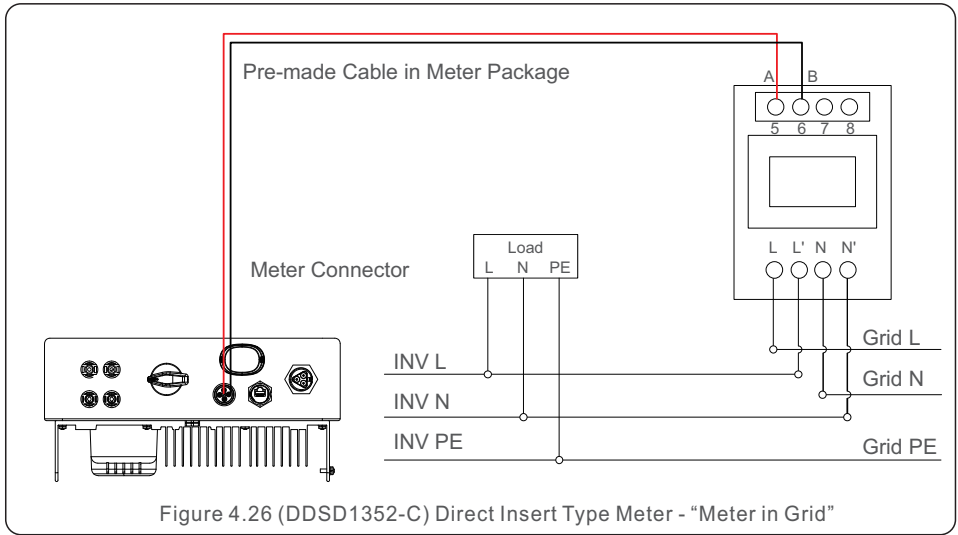 Pre-made Cable in Meter Package
A B
5 6 7 8
L L' N N'
Load
L N PE
Meter Connector
Grid L
INV L
Grid N
INV N
INV PE
Grid PE
Figure 4.26 (DDSD1352-C) Direct Insert Type Meter - “Meter in Grid”